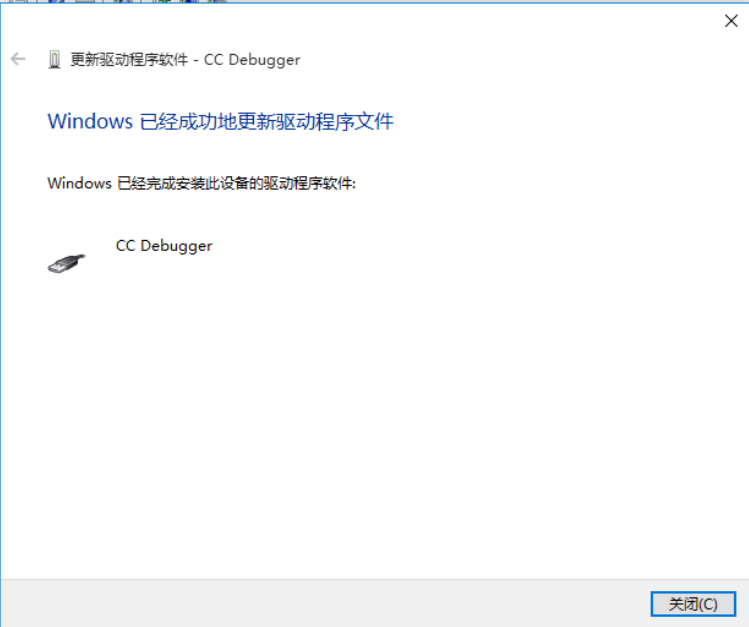 更新驱动程序软件 - CC Debugger
Windows 已经成功地更新驱动程序文件
Windows 已经完成安装此设备的驱动程序软件:
CC Debugger
关闭(C)